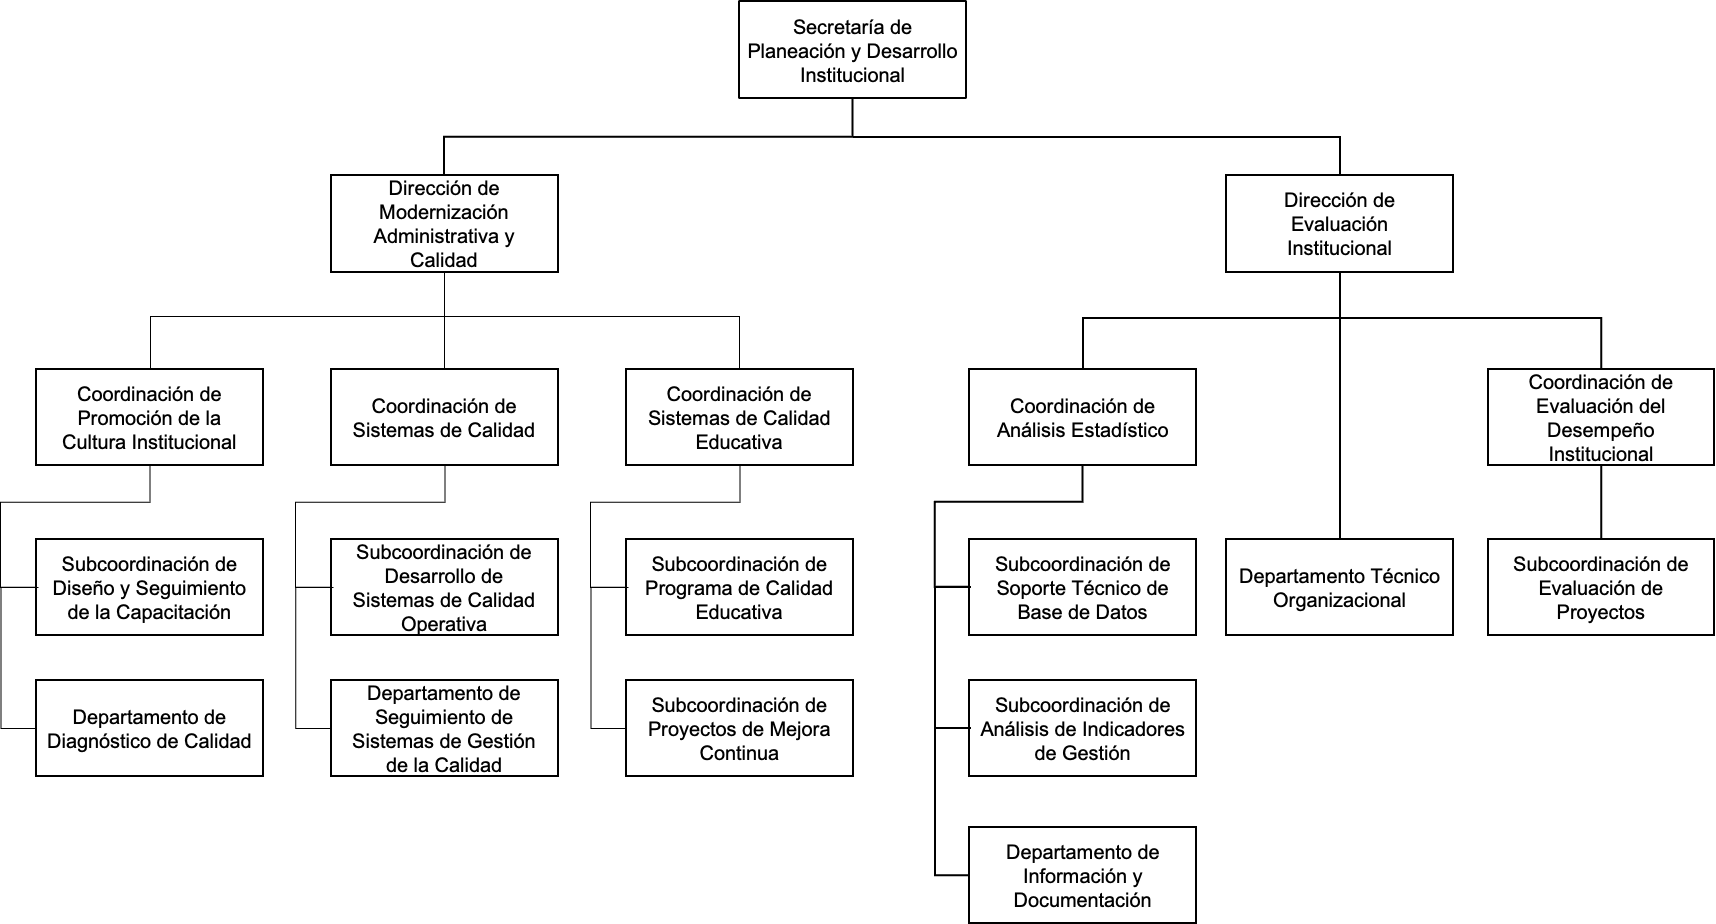 Secretaría de
Planeación y Desarrollo
Institucional
Dirección de
Modernización
Administrativa y
Calidad
Dirección de
Evaluación
Institucional
Coordinación de
Promoción de la
Cultura Institucional
Coordinación de
Sistemas de Calidad
Coordinación de
Sistemas de Calidad
Educativa
Coordinación de
Análisis Estadístico
Coordinación de
Evaluación del
Desempeño
Institucional
Subcoordinación de
Diseño y Seguimiento
de la Capacitación
Subcoordinación de
Desarrollo de
Sistemas de Calidad
Operativa
Subcoordinación de
Programa de Calidad
Educativa
Subcoordinación de
Soporte Técnico de
Base de Datos
Departamento Técnico
Organizacional
Subcoordinación de
Evaluación de
Proyectos
Departamento de
Diagnóstico de Calidad
Departamento de
Seguimiento de
Sistemas de Gestión
de la Calidad
Subcoordinación de
Proyectos de Mejora
Continua
Subcoordinación de
Análisis de Indicadores
de Gestión
Departamento de
Información y
Documentación